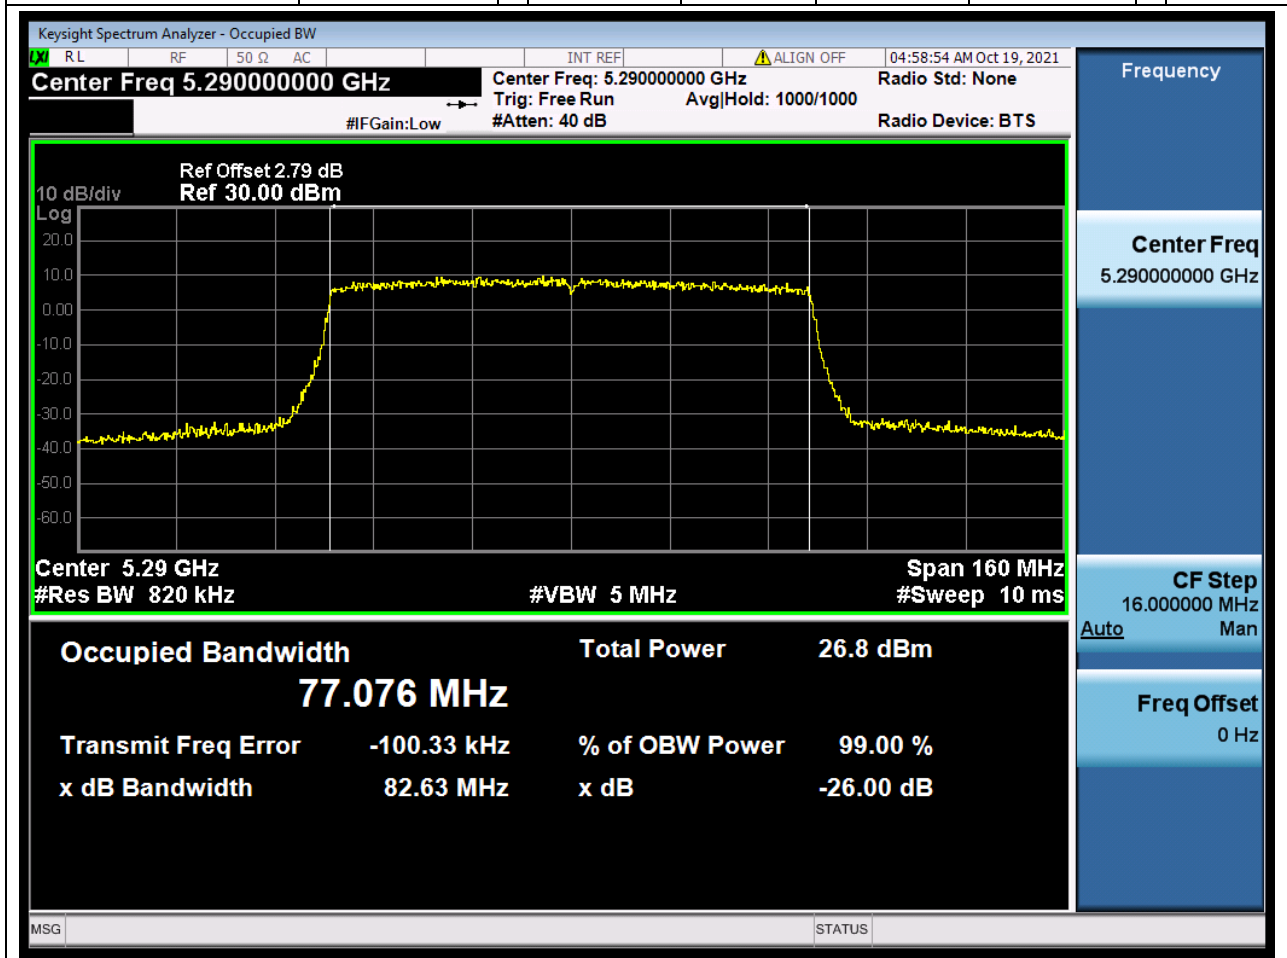 Keysight Spectrum Analyzer - Occupied BW
LXI RL RF 50 Ω AC INT REF ALIGN OFF 04:58:54 AM Oct 19, 2021
Center Freq 5.290000000 GHz
Center Freq: 5.290000000 GHz
Radio Std: None
Trig: Free Run Avg|Hold: 1000/1000
#IFGain:Low
#Atten: 40 dB
Radio Device: BTS
Ref Offset 2.79 dB
10 dB/div Ref 30.00 dBm
Log
20.0
10.0
0.00
-10.0
-20.0
-30.0
-40.0
-50.0
-60.0
Center 5.29 GHz Span 160 MHz
#Res BW 820 kHz #VBW 5 MHz #Sweep 10 ms
Occupied Bandwidth Total Power 26.8 dBm
77.076 MHz
Transmit Freq Error -100.33 kHz % of OBW Power 99.00 %
x dB Bandwidth 82.63 MHz x dB -26.00 dB
MSG STATUS
Frequency
Center Freq
5.290000000 GHz
CF Step
16.000000 MHz
Auto Man
Freq Offset
0 Hz